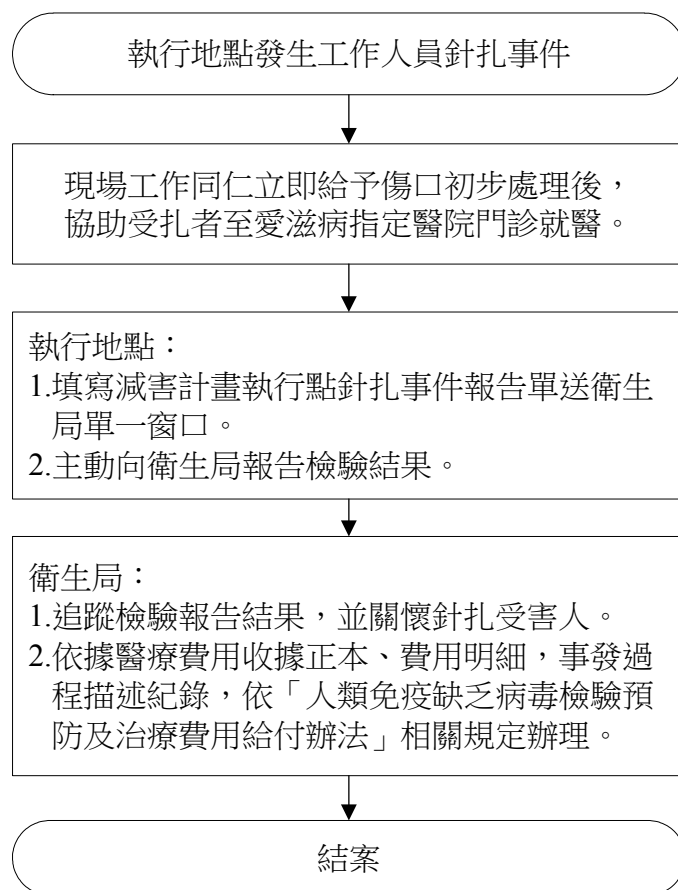 執行地點發生工作人員針扎事件
現場工作同仁立即給予傷口初步處理後，
協助受扎者至愛滋病指定醫院門診就醫。
執行地點：
1.填寫減害計畫執行點針扎事件報告單送衛生
局單一窗口。
2.主動向衛生局報告檢驗結果。
衛生局：
1.追蹤檢驗報告結果，並關懷針扎受害人。
2.依據醫療費用收據正本、費用明細，事發過
程描述紀錄，依「人類免疫缺乏病毒檢驗預
防及治療費用給付辦法」相關規定辦理。
結案